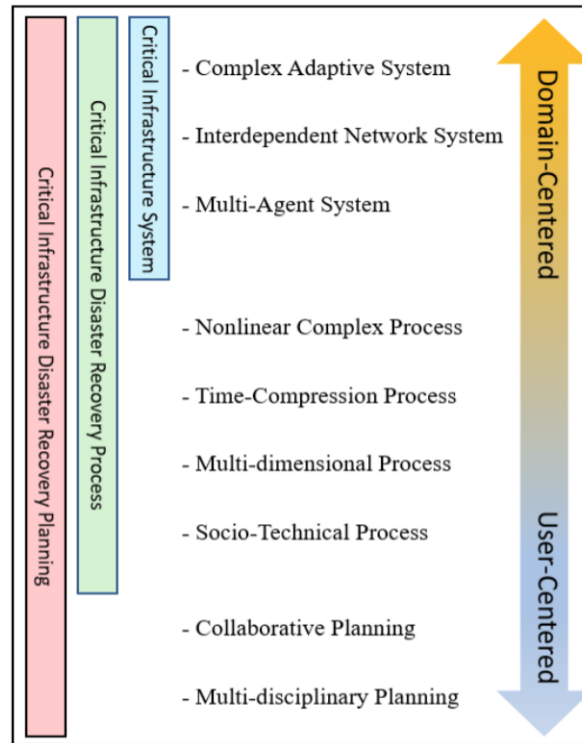 Critical Infrastructure Disaster Recovery Planning
Critical Infrastructure Disaster Recovery Process
Critical Infrastructure System
- Complex Adaptive System
- Interdependent Network System
- Multi-Agent System
- Nonlinear Complex Process
- Time-Compression Process
- Multi-dimensional Process
- Socio-Technical Process
- Collaborative Planning
- Multi-disciplinary Planning
Domain-Centered
User-Centered